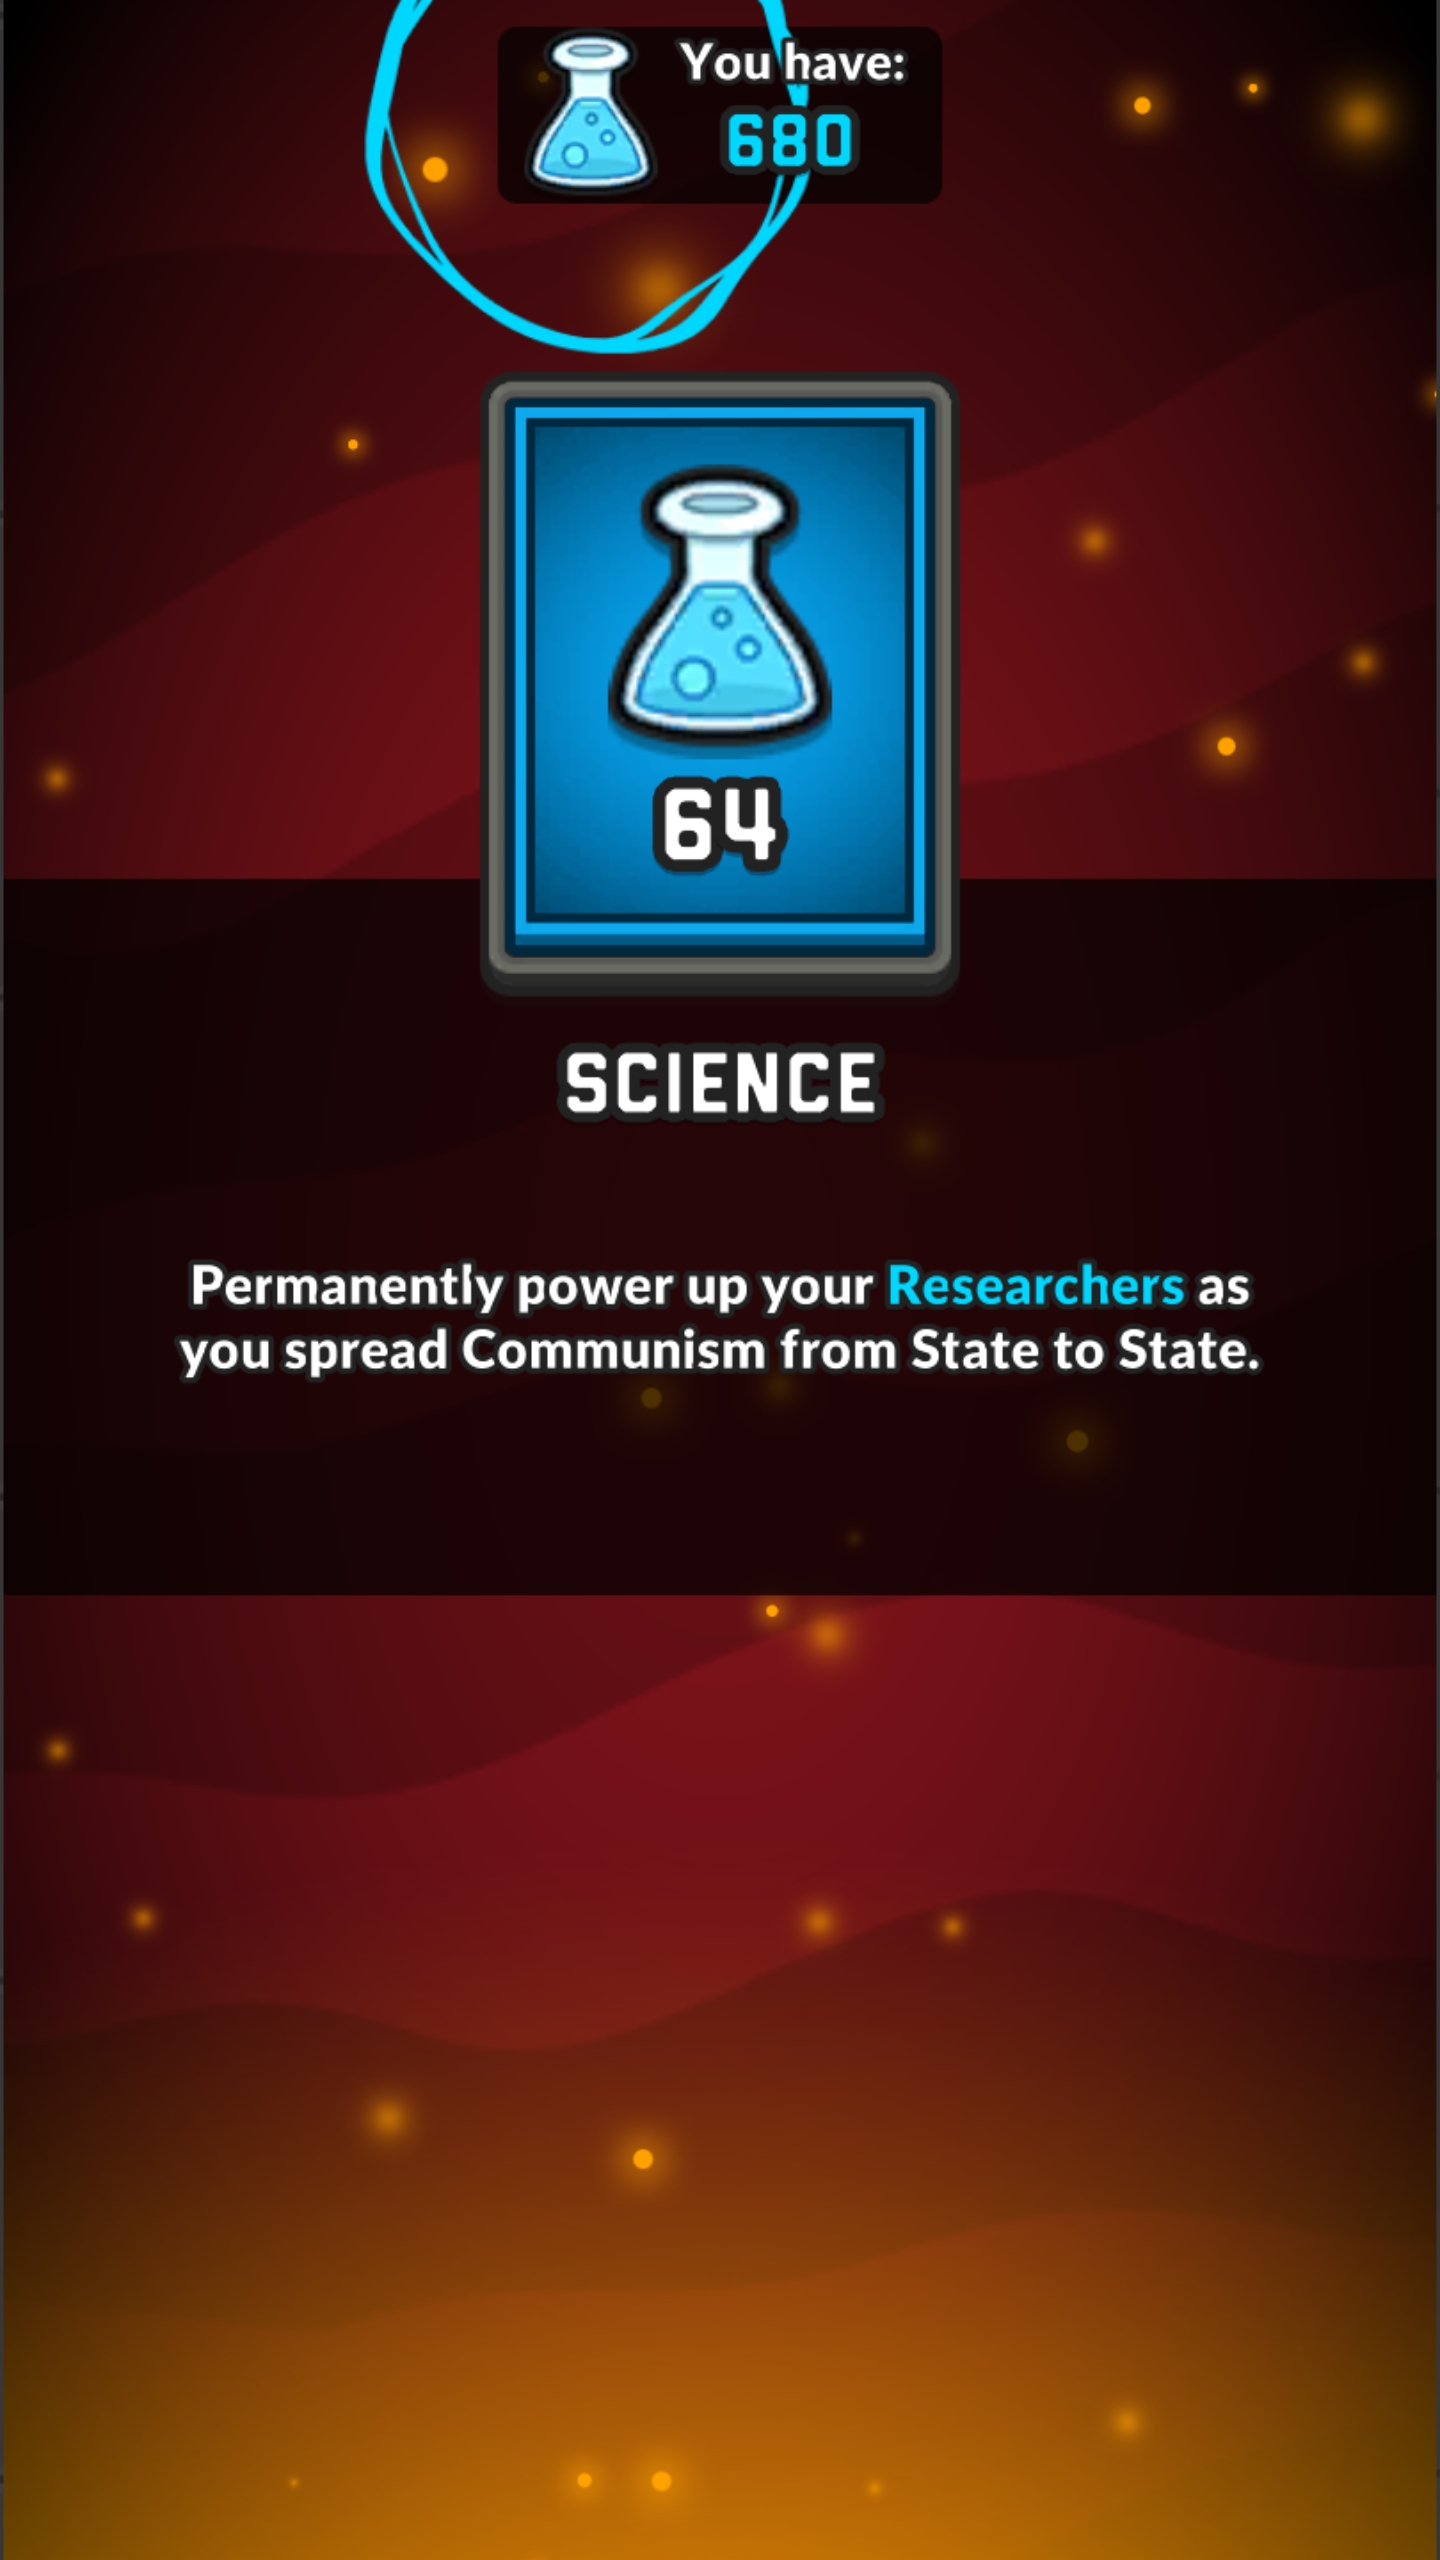 You have:
680
64
SCIENCE
Permanently power up your Researchers as
you spread Communism from State to State.